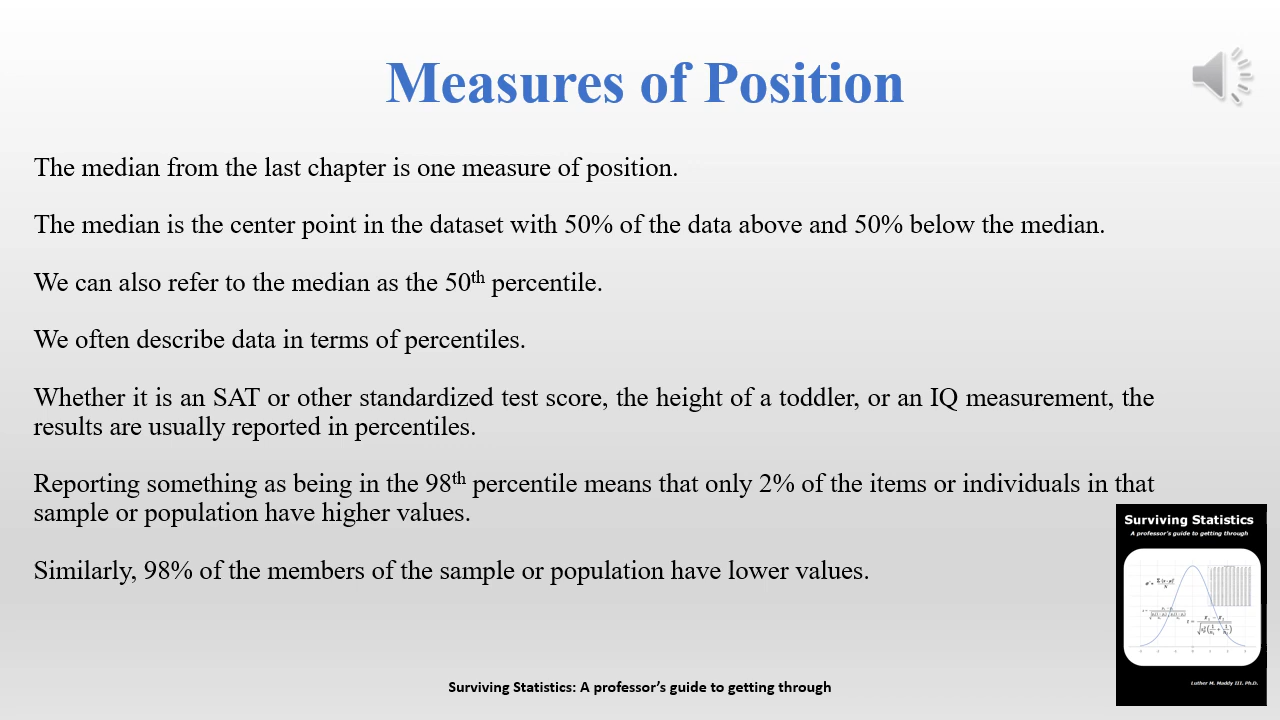 Measures of Position
The median from the last chapter is one measure of position.
The median is the center point in the dataset with 50% of the data above and 50% below the median.
We can also refer to the median as the 50th percentile.
We often describe data in terms of percentiles.
Whether it is an SAT or other standardized test score, the height of a toddler, or an IQ measurement, the
results are usually reported in percentiles.
Reporting something as being in the 98th percentile means that only 2% of the items or individuals in that
sample or population have higher values.
Similarly, 98% of the members of the sample or population have lower values.
Surviving Statistics
A professor's guide to getting through
Luther M. Maddy III, Ph.D.
Surviving Statistics: A professor’s guide to getting through